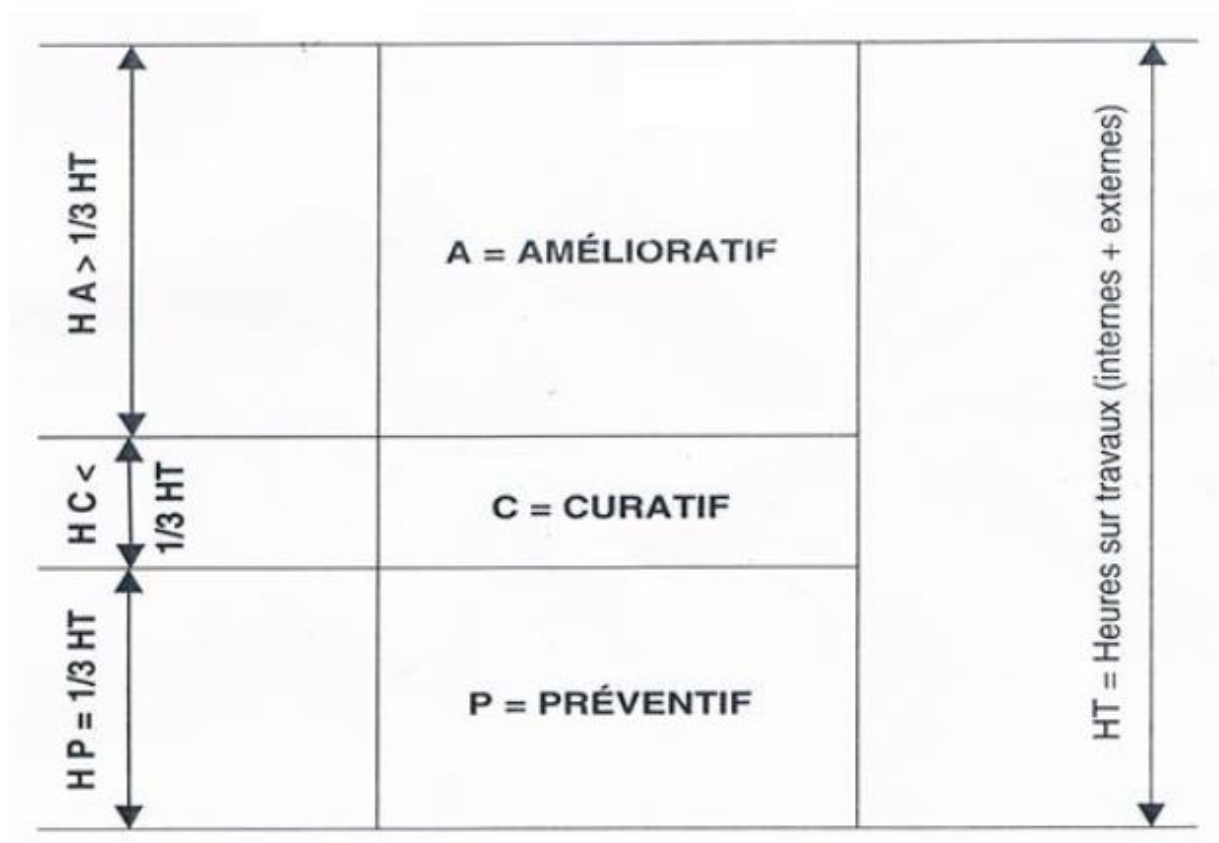 H A > 1/3 HT
A = AMÉLIORATIF
H C <
1/3 HT
C = CURATIF
H P = 1/3 HT
P = PRÉVENTIF
HT = Heures sur travaux (internes + externes)